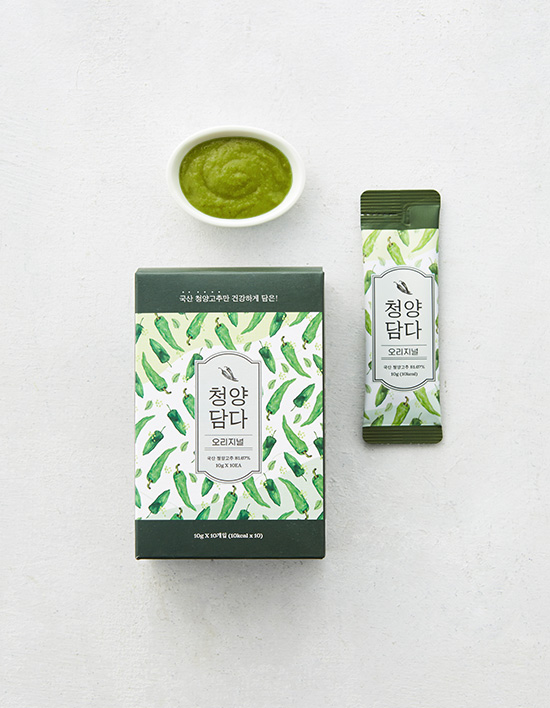 국산 청양고추만 건강하게 담은!
청양
담다
오리지널
국산 청양고추 91.67%
10g X 10EA
10g X 10개입 (10kcal x 10)
청양
담다
오리지널
국산 청양고추 91.67%
10g (10kcal)